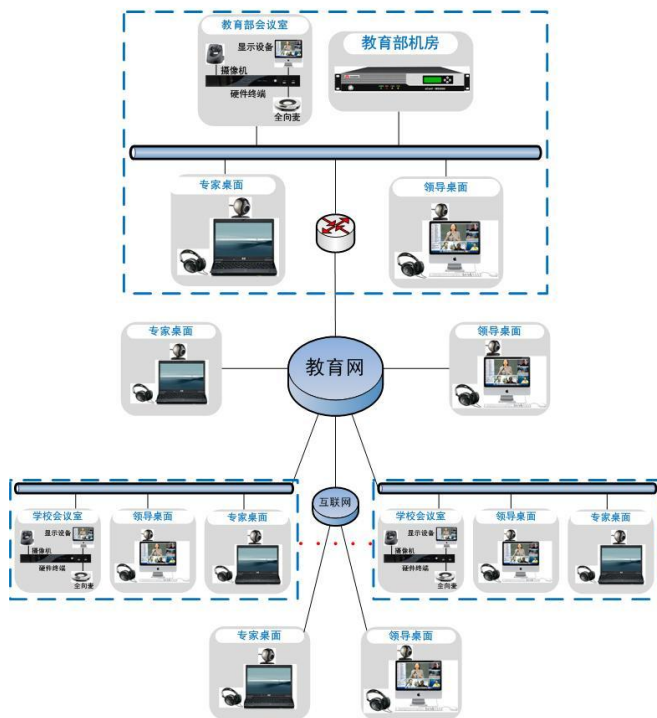 教育部会议室
显示设备
摄像机
硬件终端
全向麦
教育部机房
专家桌面
领导桌面
专家桌面
领导桌面
教育网
互联网
学校会议室
显示设备
摄像机
硬件终端
全向麦
领导桌面
专家桌面
学校会议室
显示设备
摄像机
硬件终端
全向麦
领导桌面
专家桌面
专家桌面
领导桌面